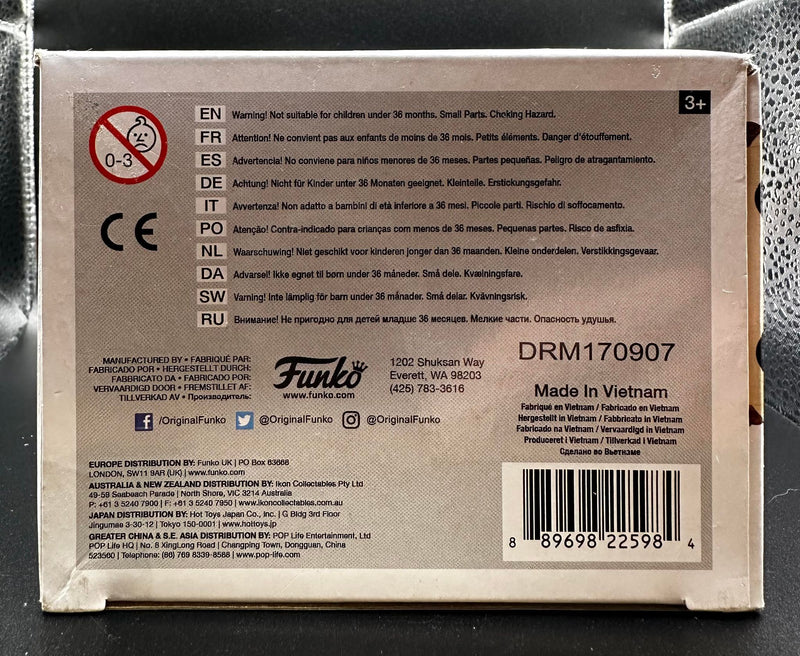 3+
0-3
CE
EN Warning! Not suitable for children under 36 months. Small Parts. Choking Hazard.
FR Attention! Ne convient pas aux enfants de moins de 36 mois. Petits éléments. Danger d'étouffement.
ES Advertencia! No conviene para niños menores de 36 meses. Partes pequeñas. Peligro de atragantamiento.
DE Achtung! Nicht für Kinder unter 36 Monaten geeignet. Kleinteile. Erstickungsgefahr.
IT Avvertenza! Non adatto a bambini di età inferiore a 36 mesi. Piccole parti. Rischio di soffocamento.
PO Atenção! Contra-indicado para crianças com menos de 36 meses. Pequenas partes. Risco de asfixia.
NL Waarschuwing! Niet geschikt voor kinderen jonger dan 36 maanden. Kleine onderdelen. Verstikkingsgevaar.
DA Advarsel! Ikke egnet til børn under 36 måneder. Små dele. Kvælningsfare.
SW Varning! Inte lämplig för barn under 36 månader. Små delar. Kvävningsrisk.
RU Внимание! Не пригодно для детей младше 36 месяцев. Мелкие части. Опасность удушья.
MANUFACTURED BY • FABRIQUÉ PAR:
FABRICADO POR • HERGESTELLT DURCH:
FABBRICATO DA • FABRICADO POR:
VERVAARDIGD DOOR • FREMSTILLET AF:
TILLVERKAD AV • Производитель:
Funko
www.funko.com
1202 Shuksan Way
Everett, WA 98203
(425) 783-3616
/OriginalFunko @OriginalFunko @OriginalFunko
DRM170907
Made In Vietnam
Fabriqué en Vietnam / Fabricado en Vietnam
Hergestellt in Vietnam / Fabbricato in Vietnam
Fabricado na Vietnam / Vervaardigd in Vietnam
Produceret i Vietnam / Tillverkad i Vietnam
Сделано во Вьетнаме
EUROPE DISTRIBUTION BY: Funko UK | PO Box 63668
LONDON, SW11 9AR (UK) | www.funko.com
AUSTRALIA & NEW ZEALAND DISTRIBUTION BY: Ikon Collectables Pty Ltd
49-59 Seabeach Parade | North Shore, VIC 3214 Australia
P: +61 3 5240 7900 | F: +61 3 5240 7950 | www.ikoncollectables.com.au
JAPAN DISTRIBUTION BY: Hot Toys Japan Co., Inc. | G Bldg 3rd Floor
Jingumae 3-30-12 | Tokyo 150-0001 | www.hottoys.jp
GREATER CHINA & S.E. ASIA DISTRIBUTION BY: POP Life Entertainment, Ltd
POP Life HQ | No. 8 XingLong Road | Changping Town, Dongguan, China
523560 | Telephone: (86) 769 8339-8588 | www.pop-life.com
8 89698 22598 4